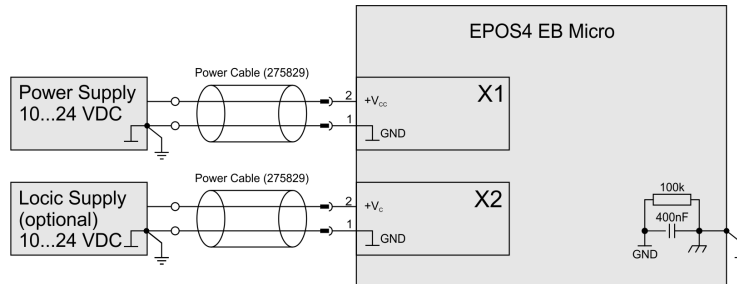 EPOS4 EB Micro
Power Cable (275829)
Power Supply
10...24 VDC
2
+Vcc
X1
1
GND
Power Cable (275829)
Locic Supply
(optional)
10...24 VDC
2
+Vc
X2
1
GND
100k
400nF
GND